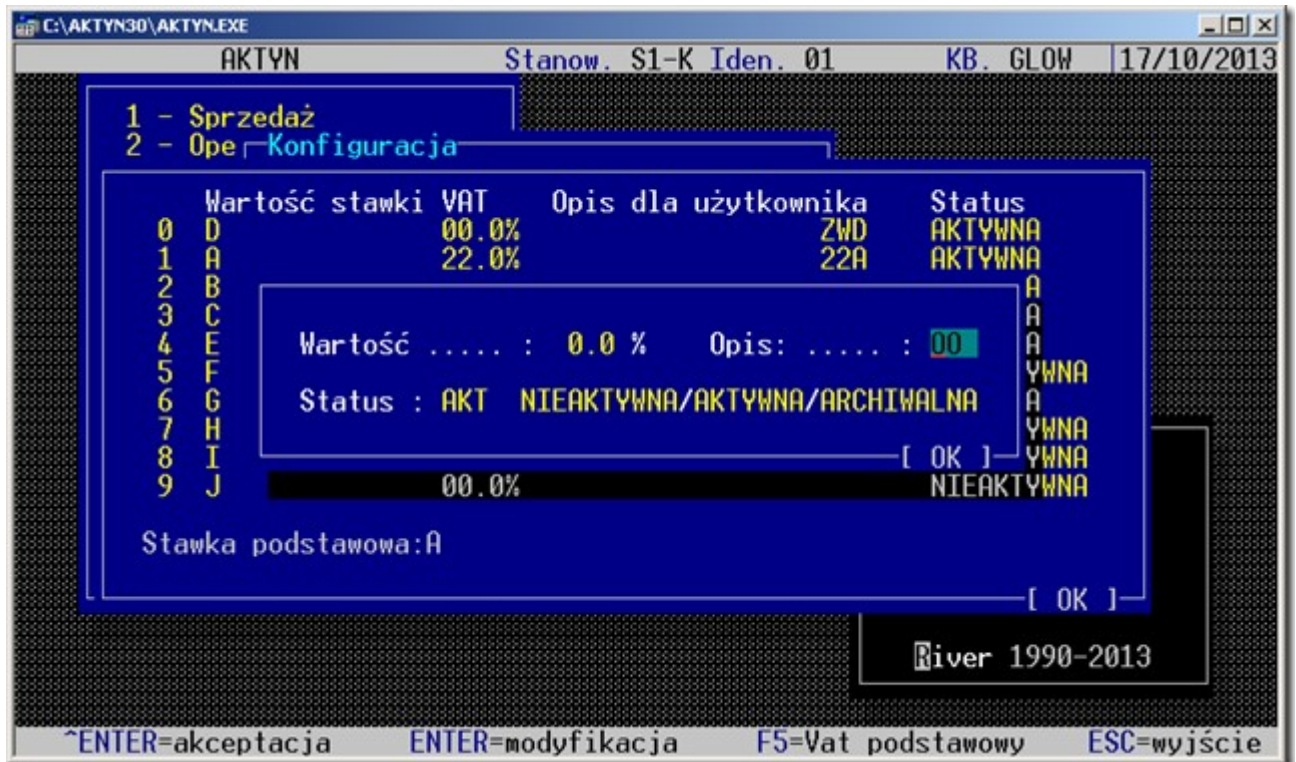 C:\AKTYN30\AKTYN.EXE
AKTYN Stanow. S1-K Iden. 01 KB. GLOW |17/10/2013
1 - Sprzedaż
2 - Ope Konfiguracja
Wartość stawki VAT Opis dla użytkownika Status
0 D 00.0% ZWD AKTYWNA
1 A 22.0% 22A AKTYWNA
2 B A
3 C A
Wartość ..... : 0.0 % Opis: ..... : 00
4 E A
5 F YWNA
Status : AKT NIEAKTYWNA/AKTYWNA/ARCHIWALNA
6 G A
7 H YWNA
[ OK ]
8 I YWNA
9 J 00.0% NIEAKTYWNA
Stawka podstawowa:A
[ OK ]
River 1990-2013
^ENTER=akceptacja ENTER=modyfikacja F5=Vat podstawowy ESC=wyjście